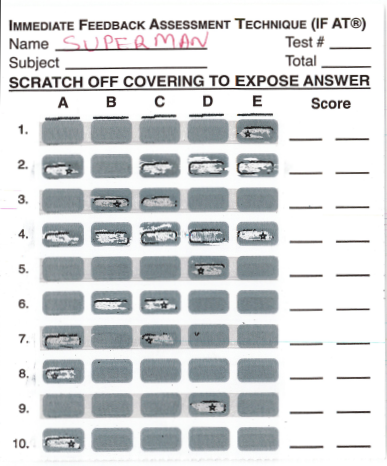 IMMEDIATE FEEDBACK ASSESSMENT TECHNIQUE (IF AT®)
Name SUPERMAN Test #
Subject Total
SCRATCH OFF COVERING TO EXPOSE ANSWER
A B C D E Score
1.
2.
3.
4.
5.
6.
7.
8.
9.
10.